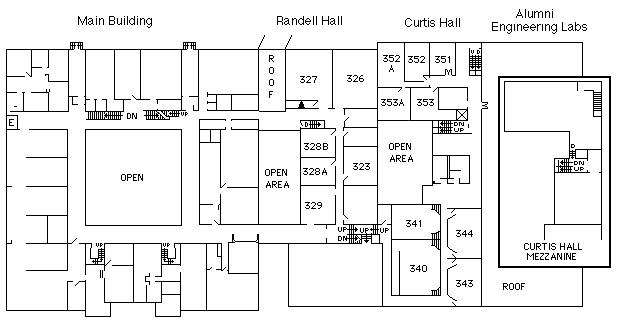 Main Building
Randell Hall
Curtis Hall
Alumni
Engineering Labs
R
O
O
F
327
326
352
A
352
351
UP
D
353A
353
DN
UP
E
D
328B
328A
329
323
OPEN
OPEN
AREA
OPEN
AREA
DN
UP
UP
UP
UP
UP
UP
DN
341
340
344
343
ROOF
D
DN
UP
CURTIS HALL
MEZZANINE